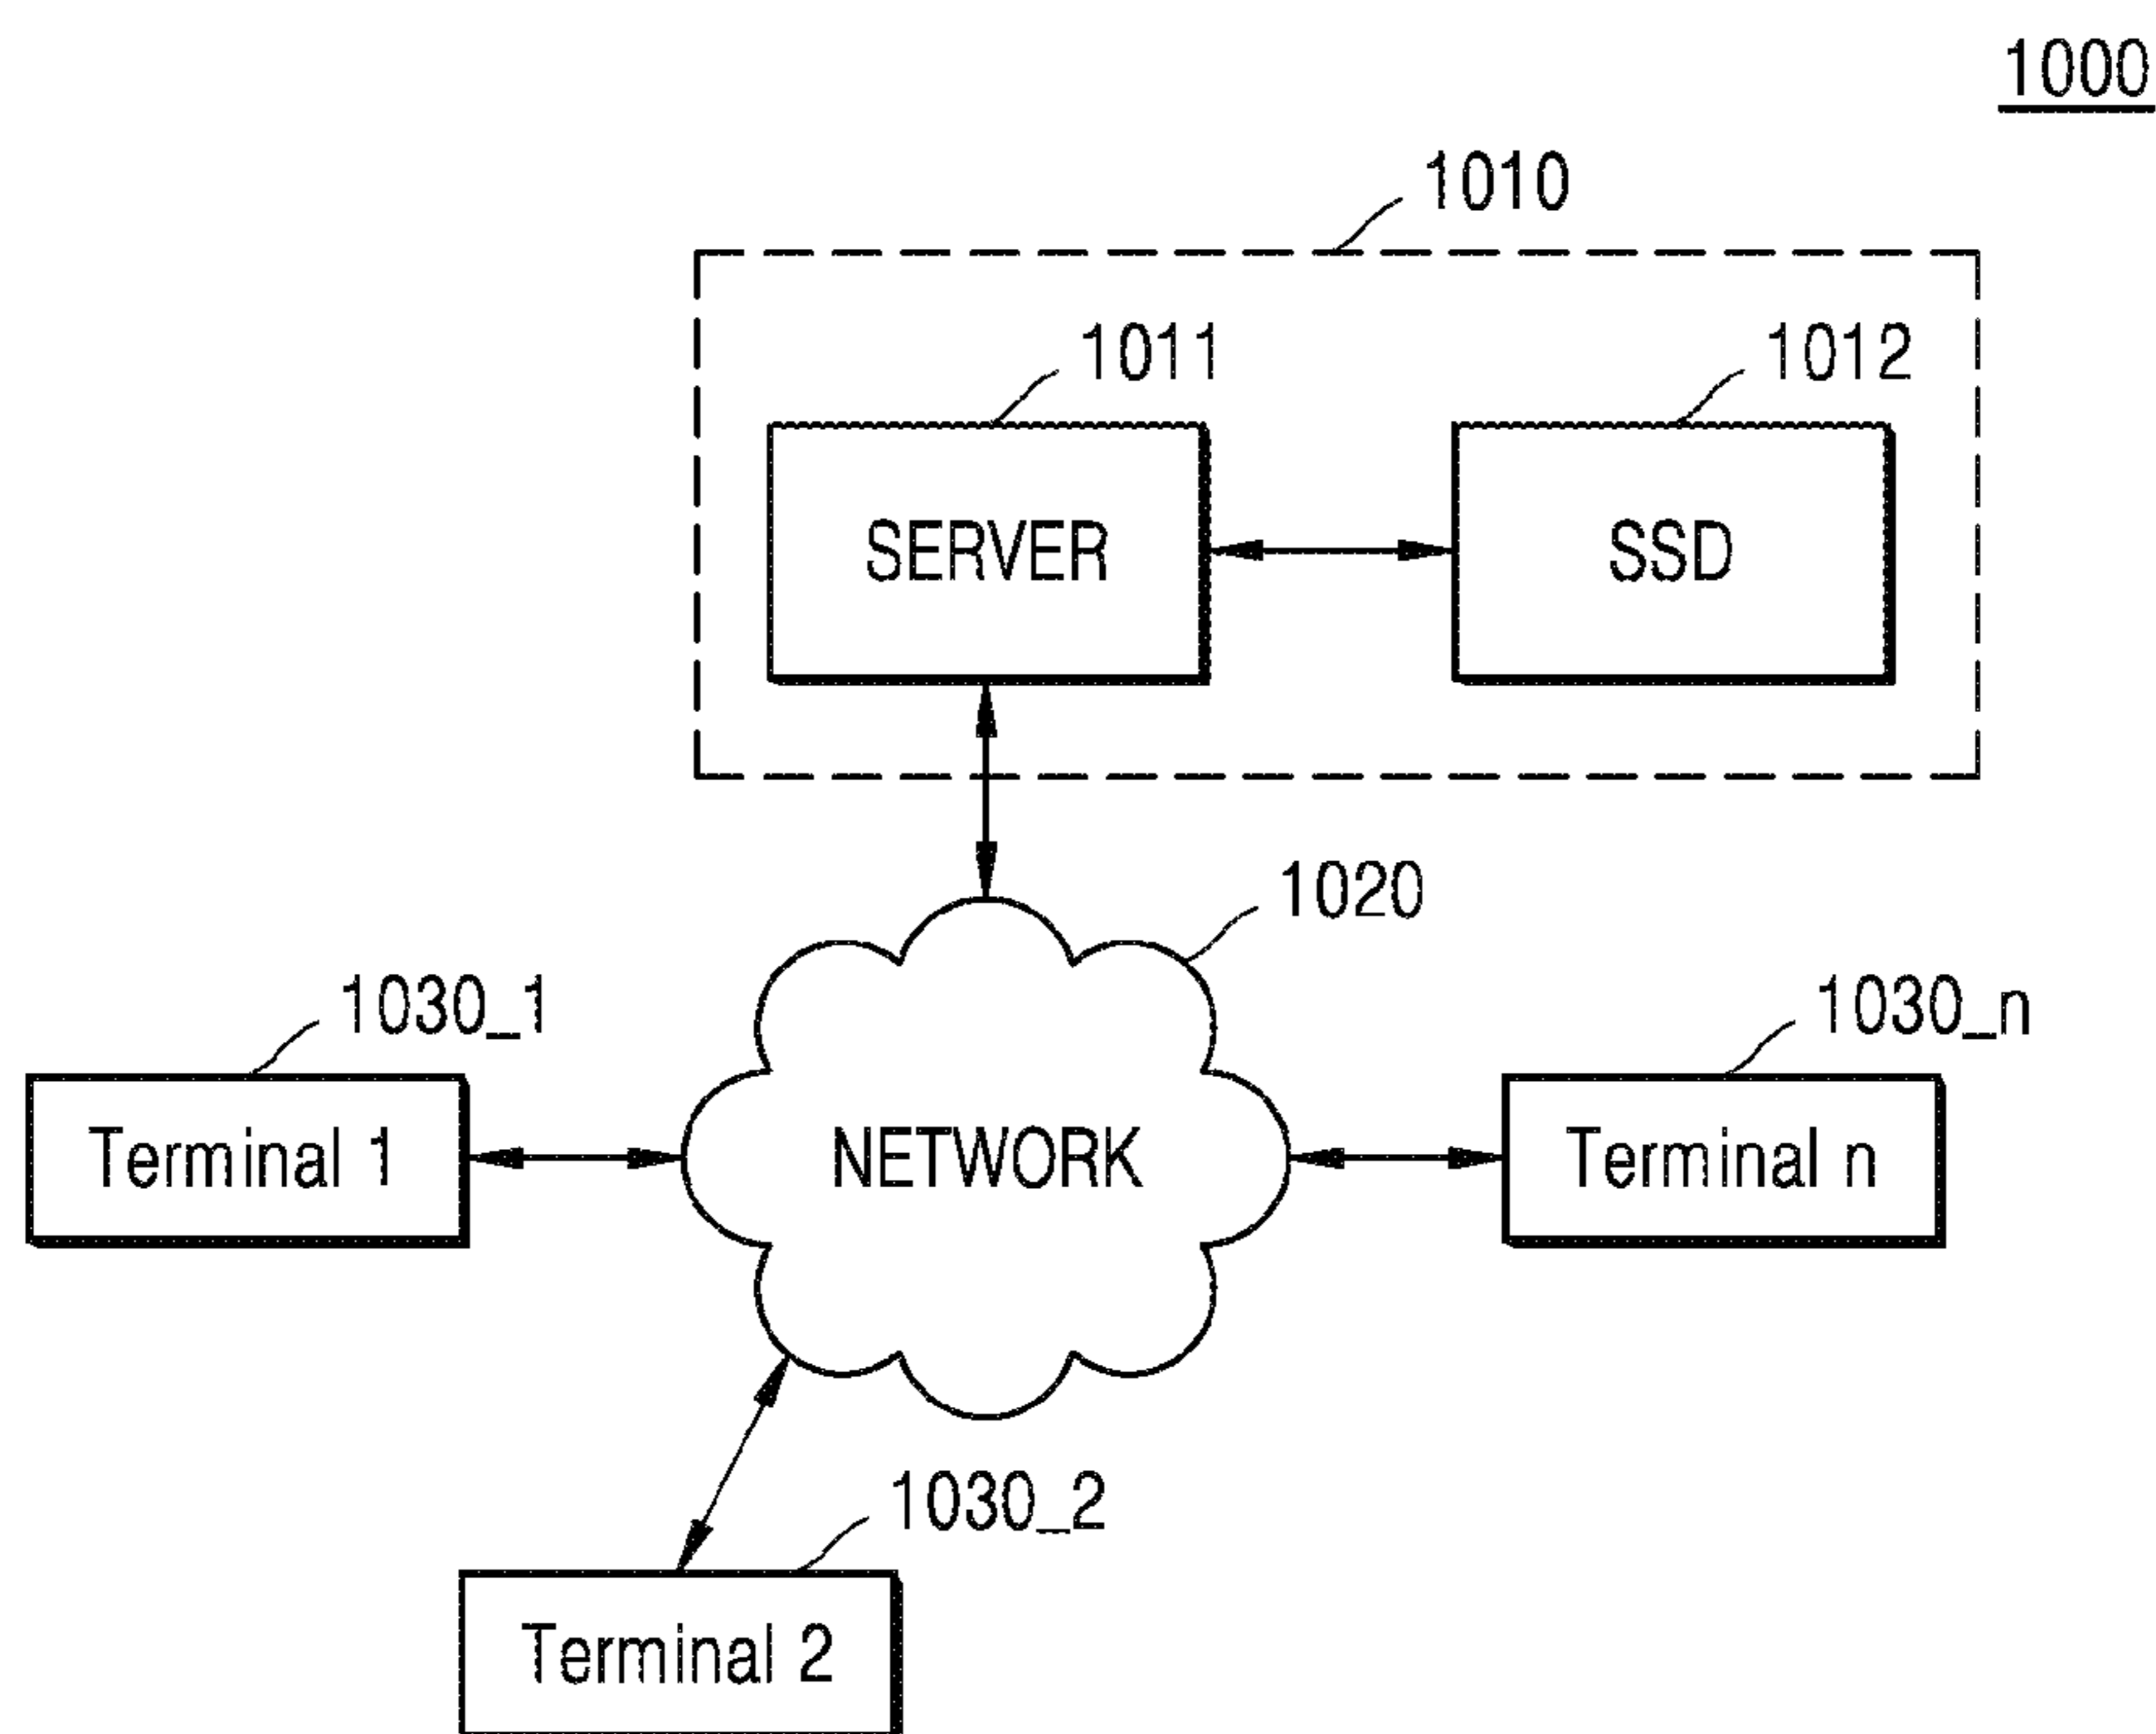 1000
1010
1011
1012
SERVER
SSD
1020
1030_1
1030_n
Terminal 1
NETWORK
Terminal n
1030_2
Terminal 2